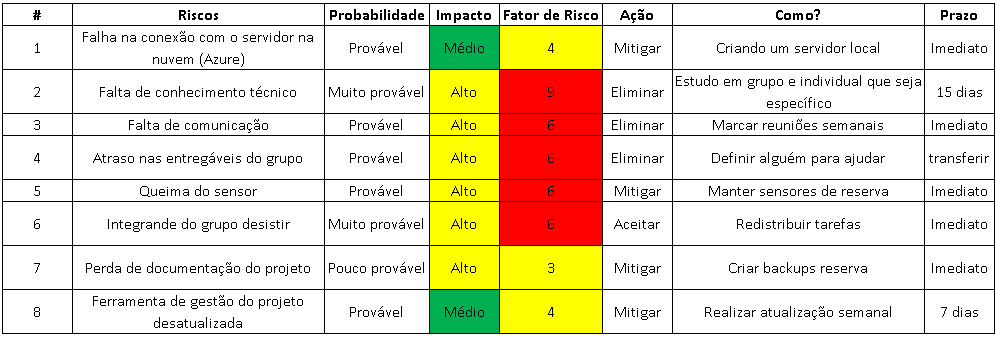 # Riscos Probabilidade Impacto Fator de Risco Ação Como? Prazo
1 Falha na conexão com o servidor na nuvem (Azure) Provável Médio 4 Mitigar Criando um servidor local Imediato
2 Falta de conhecimento técnico Muito provável Alto 9 Eliminar Estudo em grupo e individual que seja específico 15 dias
3 Falta de comunicação Provável Alto 6 Eliminar Marcar reuniões semanais Imediato
4 Atraso nas entregáveis do grupo Provável Alto 6 Eliminar Definir alguém para ajudar transferir
5 Queima do sensor Provável Alto 6 Mitigar Manter sensores de reserva Imediato
6 Integrande do grupo desistir Muito provável Alto 6 Aceitar Redistribuir tarefas Imediato
7 Perda de documentação do projeto Pouco provável Alto 3 Mitigar Criar backups reserva Imediato
8 Ferramenta de gestão do projeto desatualizada Provável Médio 4 Mitigar Realizar atualização semanal 7 dias